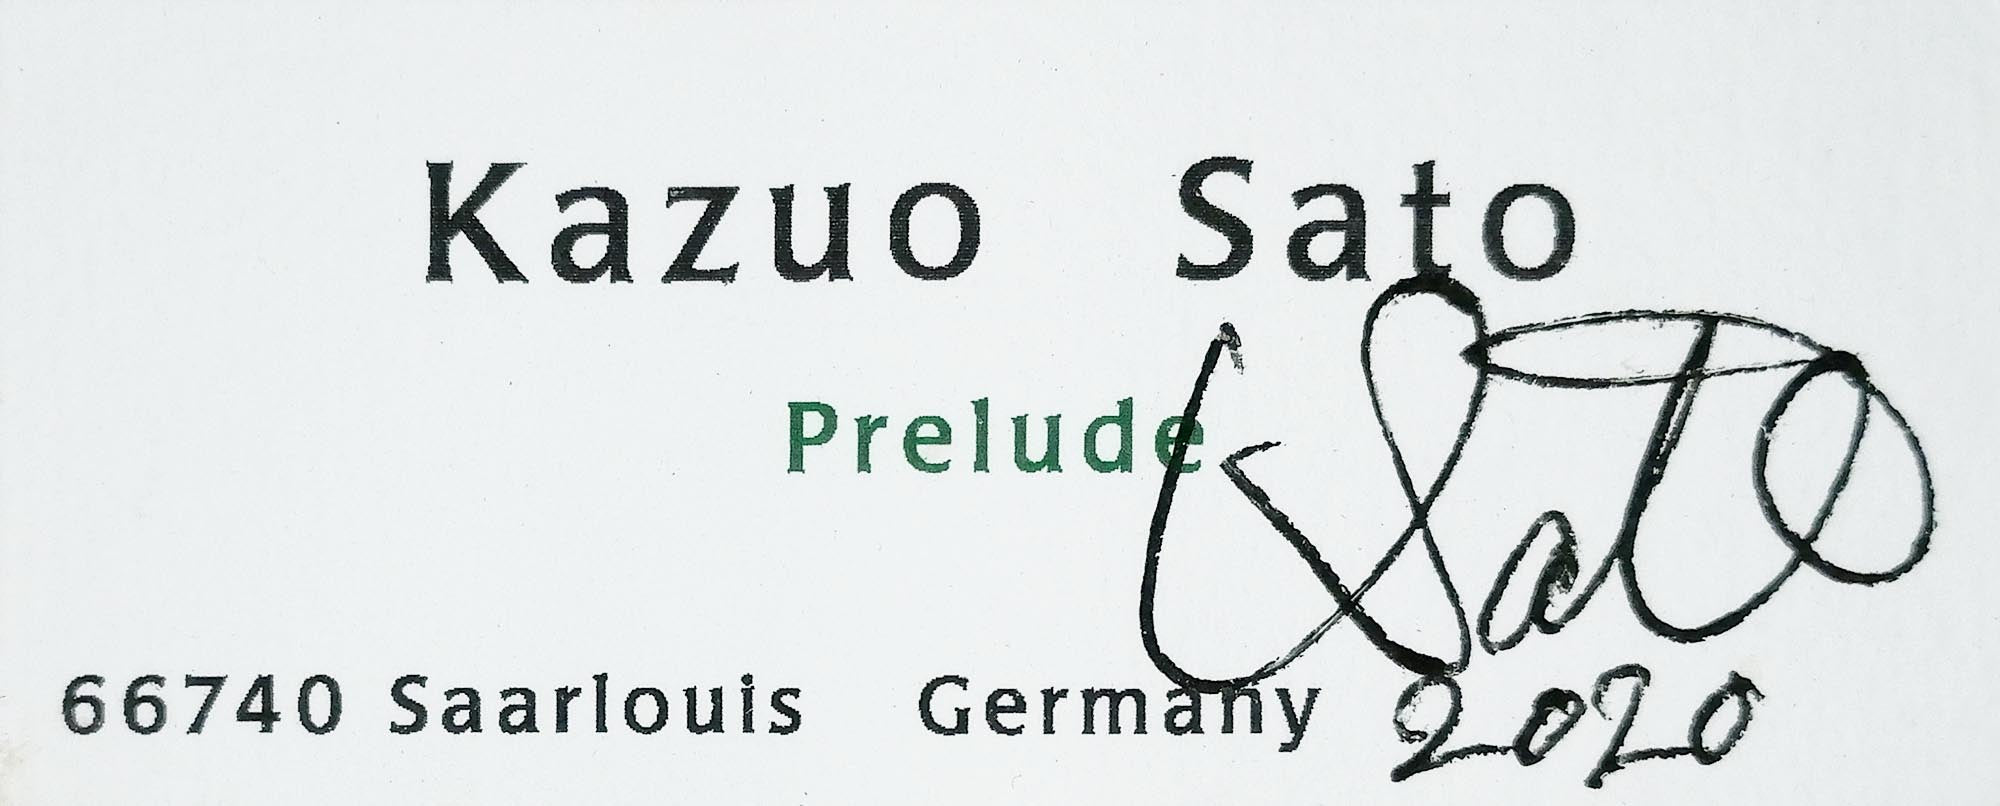 Kazuo Sato
Prelude
Sato
66740 Saarlouis Germany
2020